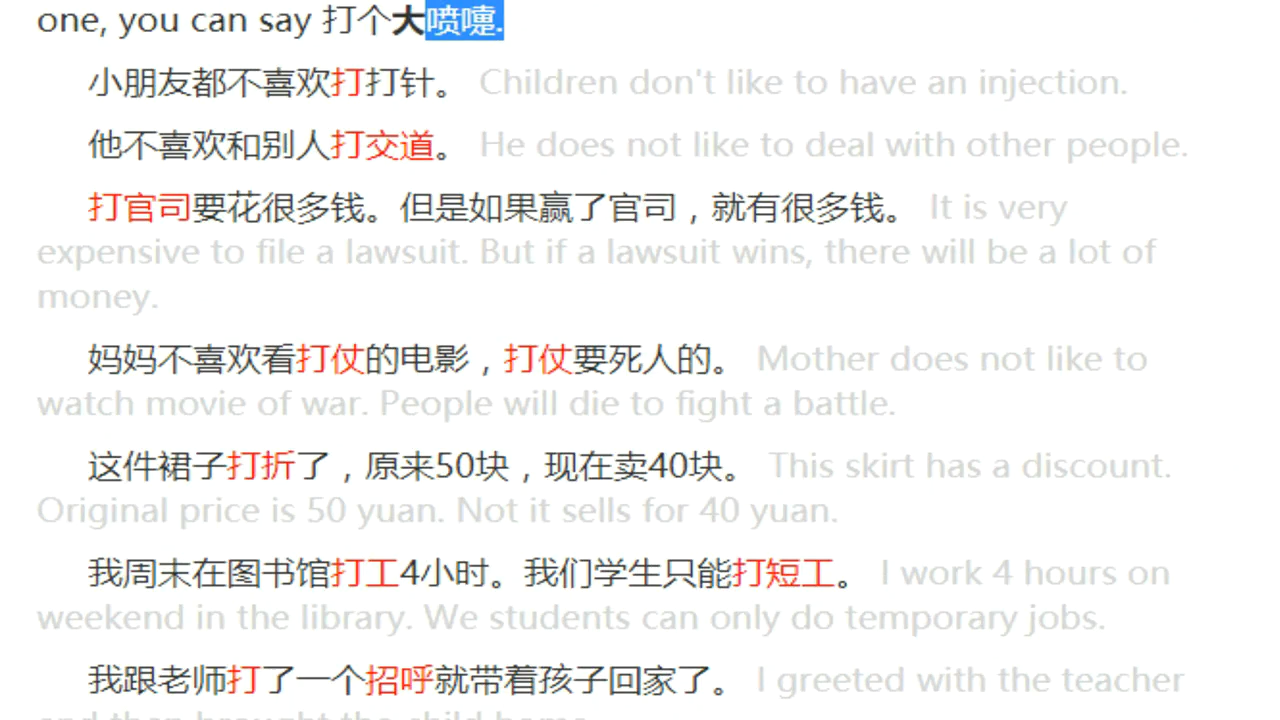 one, you can say 打个大喷嚏.
小朋友都不喜欢打打针。 Children don't like to have an injection.
他不喜欢和别人打交道。 He does not like to deal with other people.
打官司要花很多钱。但是如果赢了官司，就有很多钱。 It is very
expensive to file a lawsuit. But if a lawsuit wins, there will be a lot of
money.
妈妈不喜欢看打仗的电影，打仗要死人的。 Mother does not like to
watch movie of war. People will die to fight a battle.
这件裙子打折了，原来50块，现在卖40块。 This skirt has a discount.
Original price is 50 yuan. Not it sells for 40 yuan.
我周末在图书馆打工4小时。我们学生只能打短工。 I work 4 hours on
weekend in the library. We students can only do temporary jobs.
我跟老师打了一个招呼就带着孩子回家了。 I greeted with the teacher
and then brought the child home.